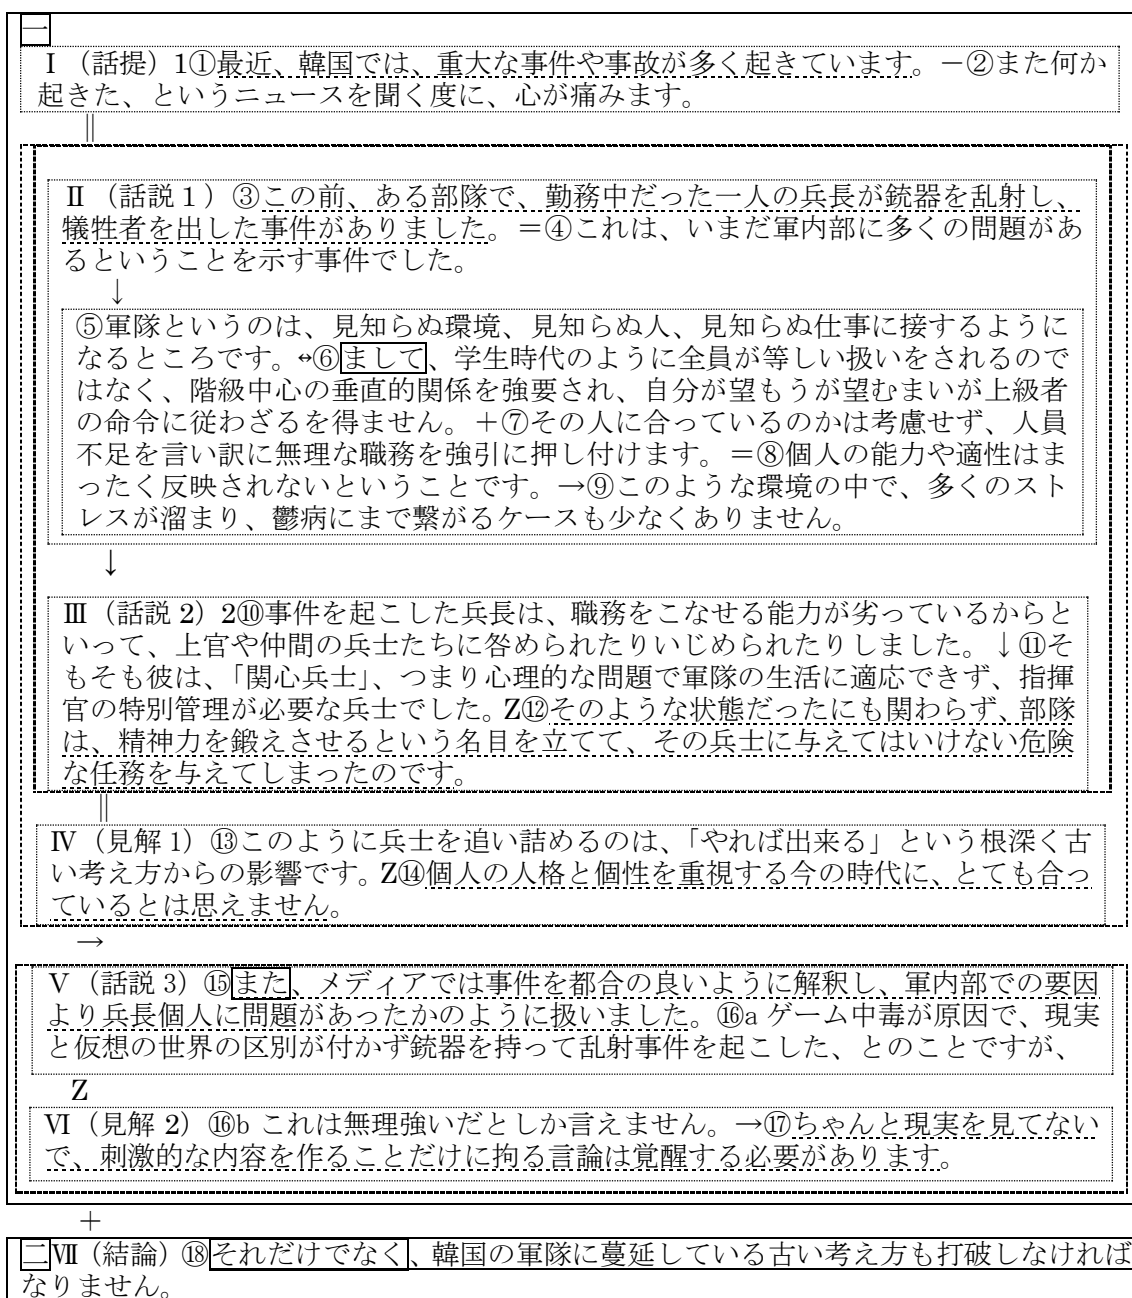 一
Ⅰ（話提）1①最近、韓国では、重大な事件や事故が多く起きています。－②また何か
起きた、というニュースを聞く度に、心が痛みます。
∥
Ⅱ（話説１）③この前、ある部隊で、勤務中だった一人の兵長が銃器を乱射し、
犠牲者を出した事件がありました。＝④これは、いまだ軍内部に多くの問題があ
るということを示す事件でした。
↓
⑤軍隊というのは、見知らぬ環境、見知らぬ人、見知らぬ仕事に接するように
なるところです。↔⑥まして、学生時代のように全員が等しい扱いをされるので
はなく、階級中心の垂直的関係を強要され、自分が望もうが望むまいが上級者
の命令に従わざるを得ません。＋⑦その人に合っているのかは考慮せず、人員
不足を言い訳に無理な職務を強引に押し付けます。＝⑧個人の能力や適性はま
ったく反映されないということです。→⑨このような環境の中で、多くのスト
レスが溜まり、鬱病にまで繋がるケースも少なくありません。
↓
Ⅲ（話説 2）2⑩事件を起こした兵長は、職務をこなせる能力が劣っているからと
いって、上官や仲間の兵士たちに咎められたりいじめられたりしました。↓⑪そ
もそも彼は、「関心兵士」、つまり心理的な問題で軍隊の生活に適応できず、指揮
官の特別管理が必要な兵士でした。Z⑫そのような状態だったにも関わらず、部隊
は、精神力を鍛えさせるという名目を立てて、その兵士に与えてはいけない危険
な任務を与えてしまったのです。
∥
Ⅳ（見解 1）⑬このように兵士を追い詰めるのは、「やれば出来る」という根深く古
い考え方からの影響です。Z⑭個人の人格と個性を重視する今の時代に、とても合っ
ているとは思えません。
→
Ⅴ（話説 3）⑮また、メディアでは事件を都合の良いように解釈し、軍内部での要因
より兵長個人に問題があったかのように扱いました。⑯a ゲーム中毒が原因で、現実
と仮想の世界の区別が付かず銃器を持って乱射事件を起こした、とのことですが、
Z
Ⅵ（見解 2）⑯b これは無理強いだとしか言えません。→⑰ちゃんと現実を見てない
で、刺激的な内容を作ることだけに拘る言論は覚醒する必要があります。
＋
二Ⅶ（結論）⑱それだけでなく、韓国の軍隊に蔓延している古い考え方も打破しなければ
なりません。